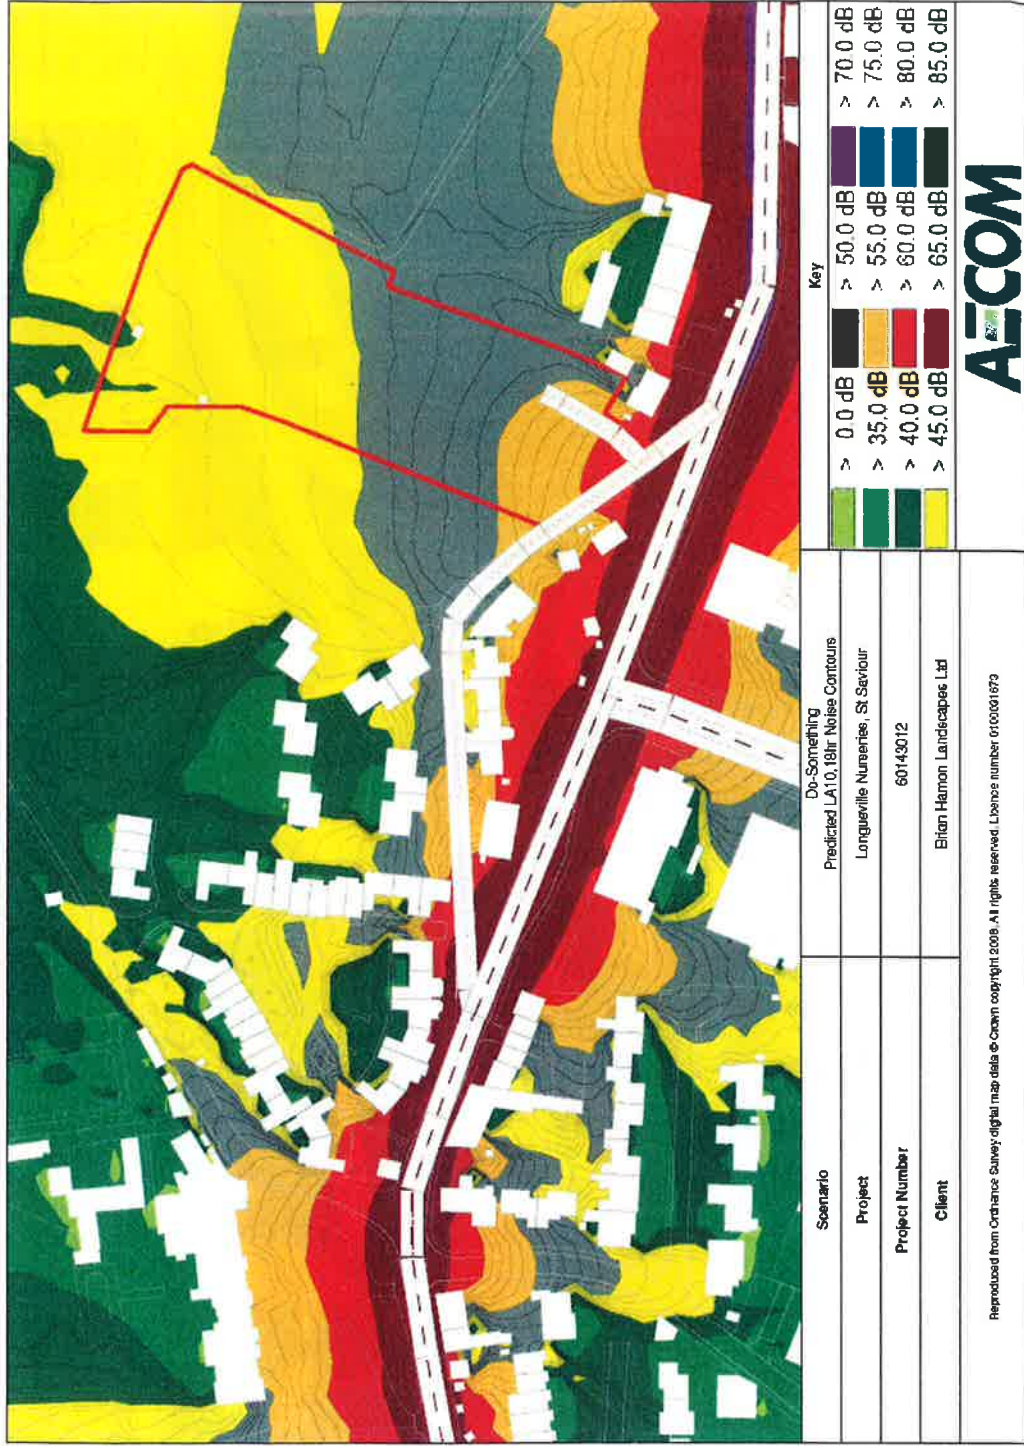 Scenario
Do-Something
Predicted LA10,18hr Noise Contours
Project
Longueville Nurseries, St Saviour
Project Number
60143012
Client
Brian Hamon Landscapes Ltd
Key
> 0.0 dB
> 35.0 dB
> 40.0 dB
> 45.0 dB
> 50.0 dB
> 55.0 dB
> 60.0 dB
> 65.0 dB
> 70.0 dB
> 75.0 dB
> 80.0 dB
> 85.0 dB
AECOM
Reproduced from Ordnance Survey digital map data © Crown copyright 2009. All rights reserved. Licence number 0100031673